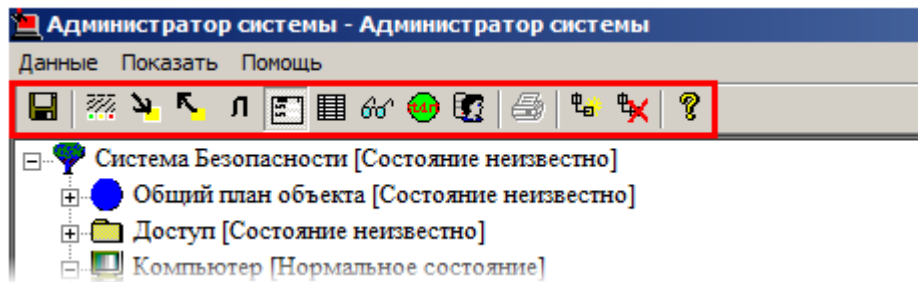 Администратор системы - Администратор системы
Данные Показать Помощь
Л start ?
Система Безопасности [Состояние неизвестно]
Общий план объекта [Состояние неизвестно]
Доступ [Состояние неизвестно]
Компьютер [Нормальное состояние]